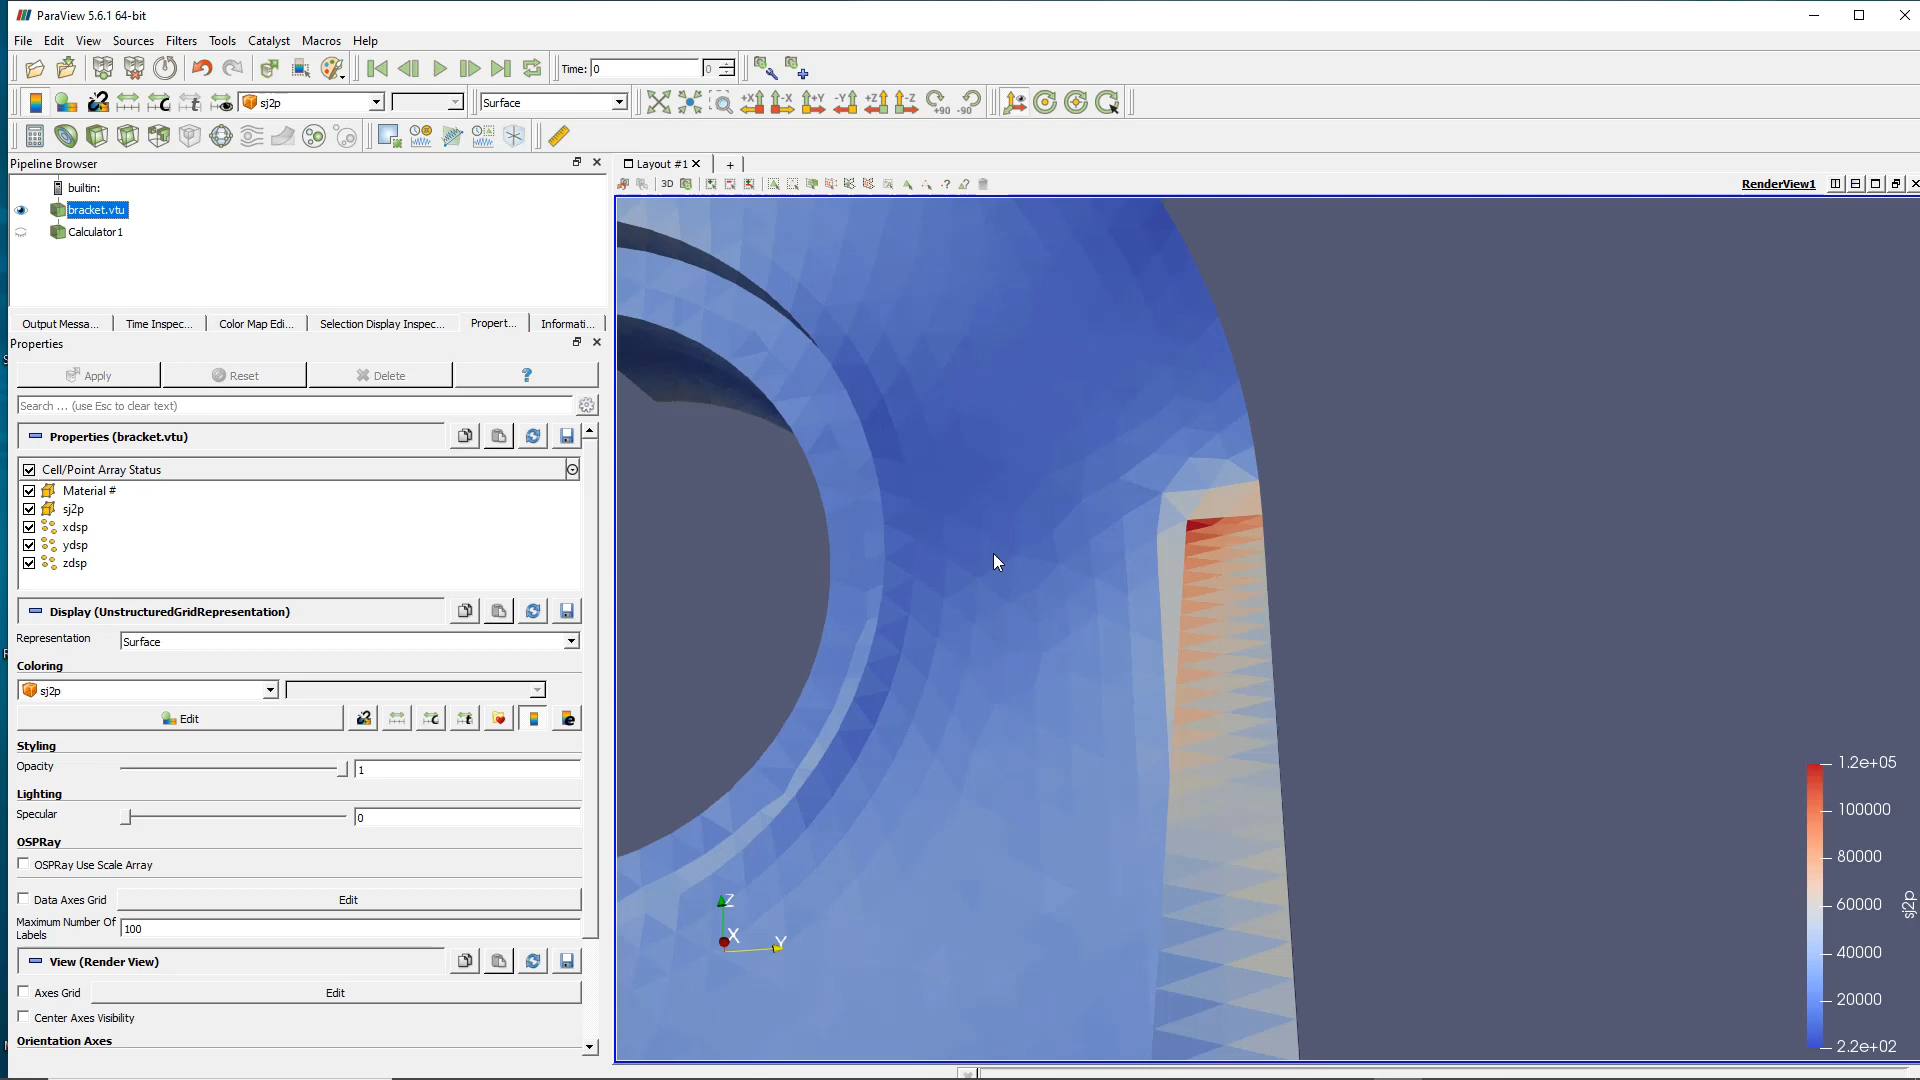 ParaView 5.6.1 64-bit
File Edit View Sources Filters Tools Catalyst Macros Help
Time: 0 0
sj2p Surface +X -X +Y -Y +Z -Z +90 -90
Pipeline Browser
Layout #1 +
builtin:
3D RenderView1
bracket.vtu
Calculator1
Output Messa... Time Inspec... Color Map Edi... Selection Display Inspec... Propert... Informati...
Properties
Apply Reset Delete ?
Search ... (use Esc to clear text)
Properties (bracket.vtu)
Cell/Point Array Status
Material #
sj2p
xdsp
ydsp
zdsp
Display (UnstructuredGridRepresentation)
Representation Surface
Coloring
sj2p
Edit
Styling
Opacity 1
Lighting
Specular 0
OSPRay
OSPRay Use Scale Array
Data Axes Grid Edit
Maximum Number Of
Labels 100
View (Render View)
Axes Grid Edit
Center Axes Visibility
Orientation Axes
Z
X
Y
1.2e+05
100000
80000
60000
40000
20000
2.2e+02
sj2p